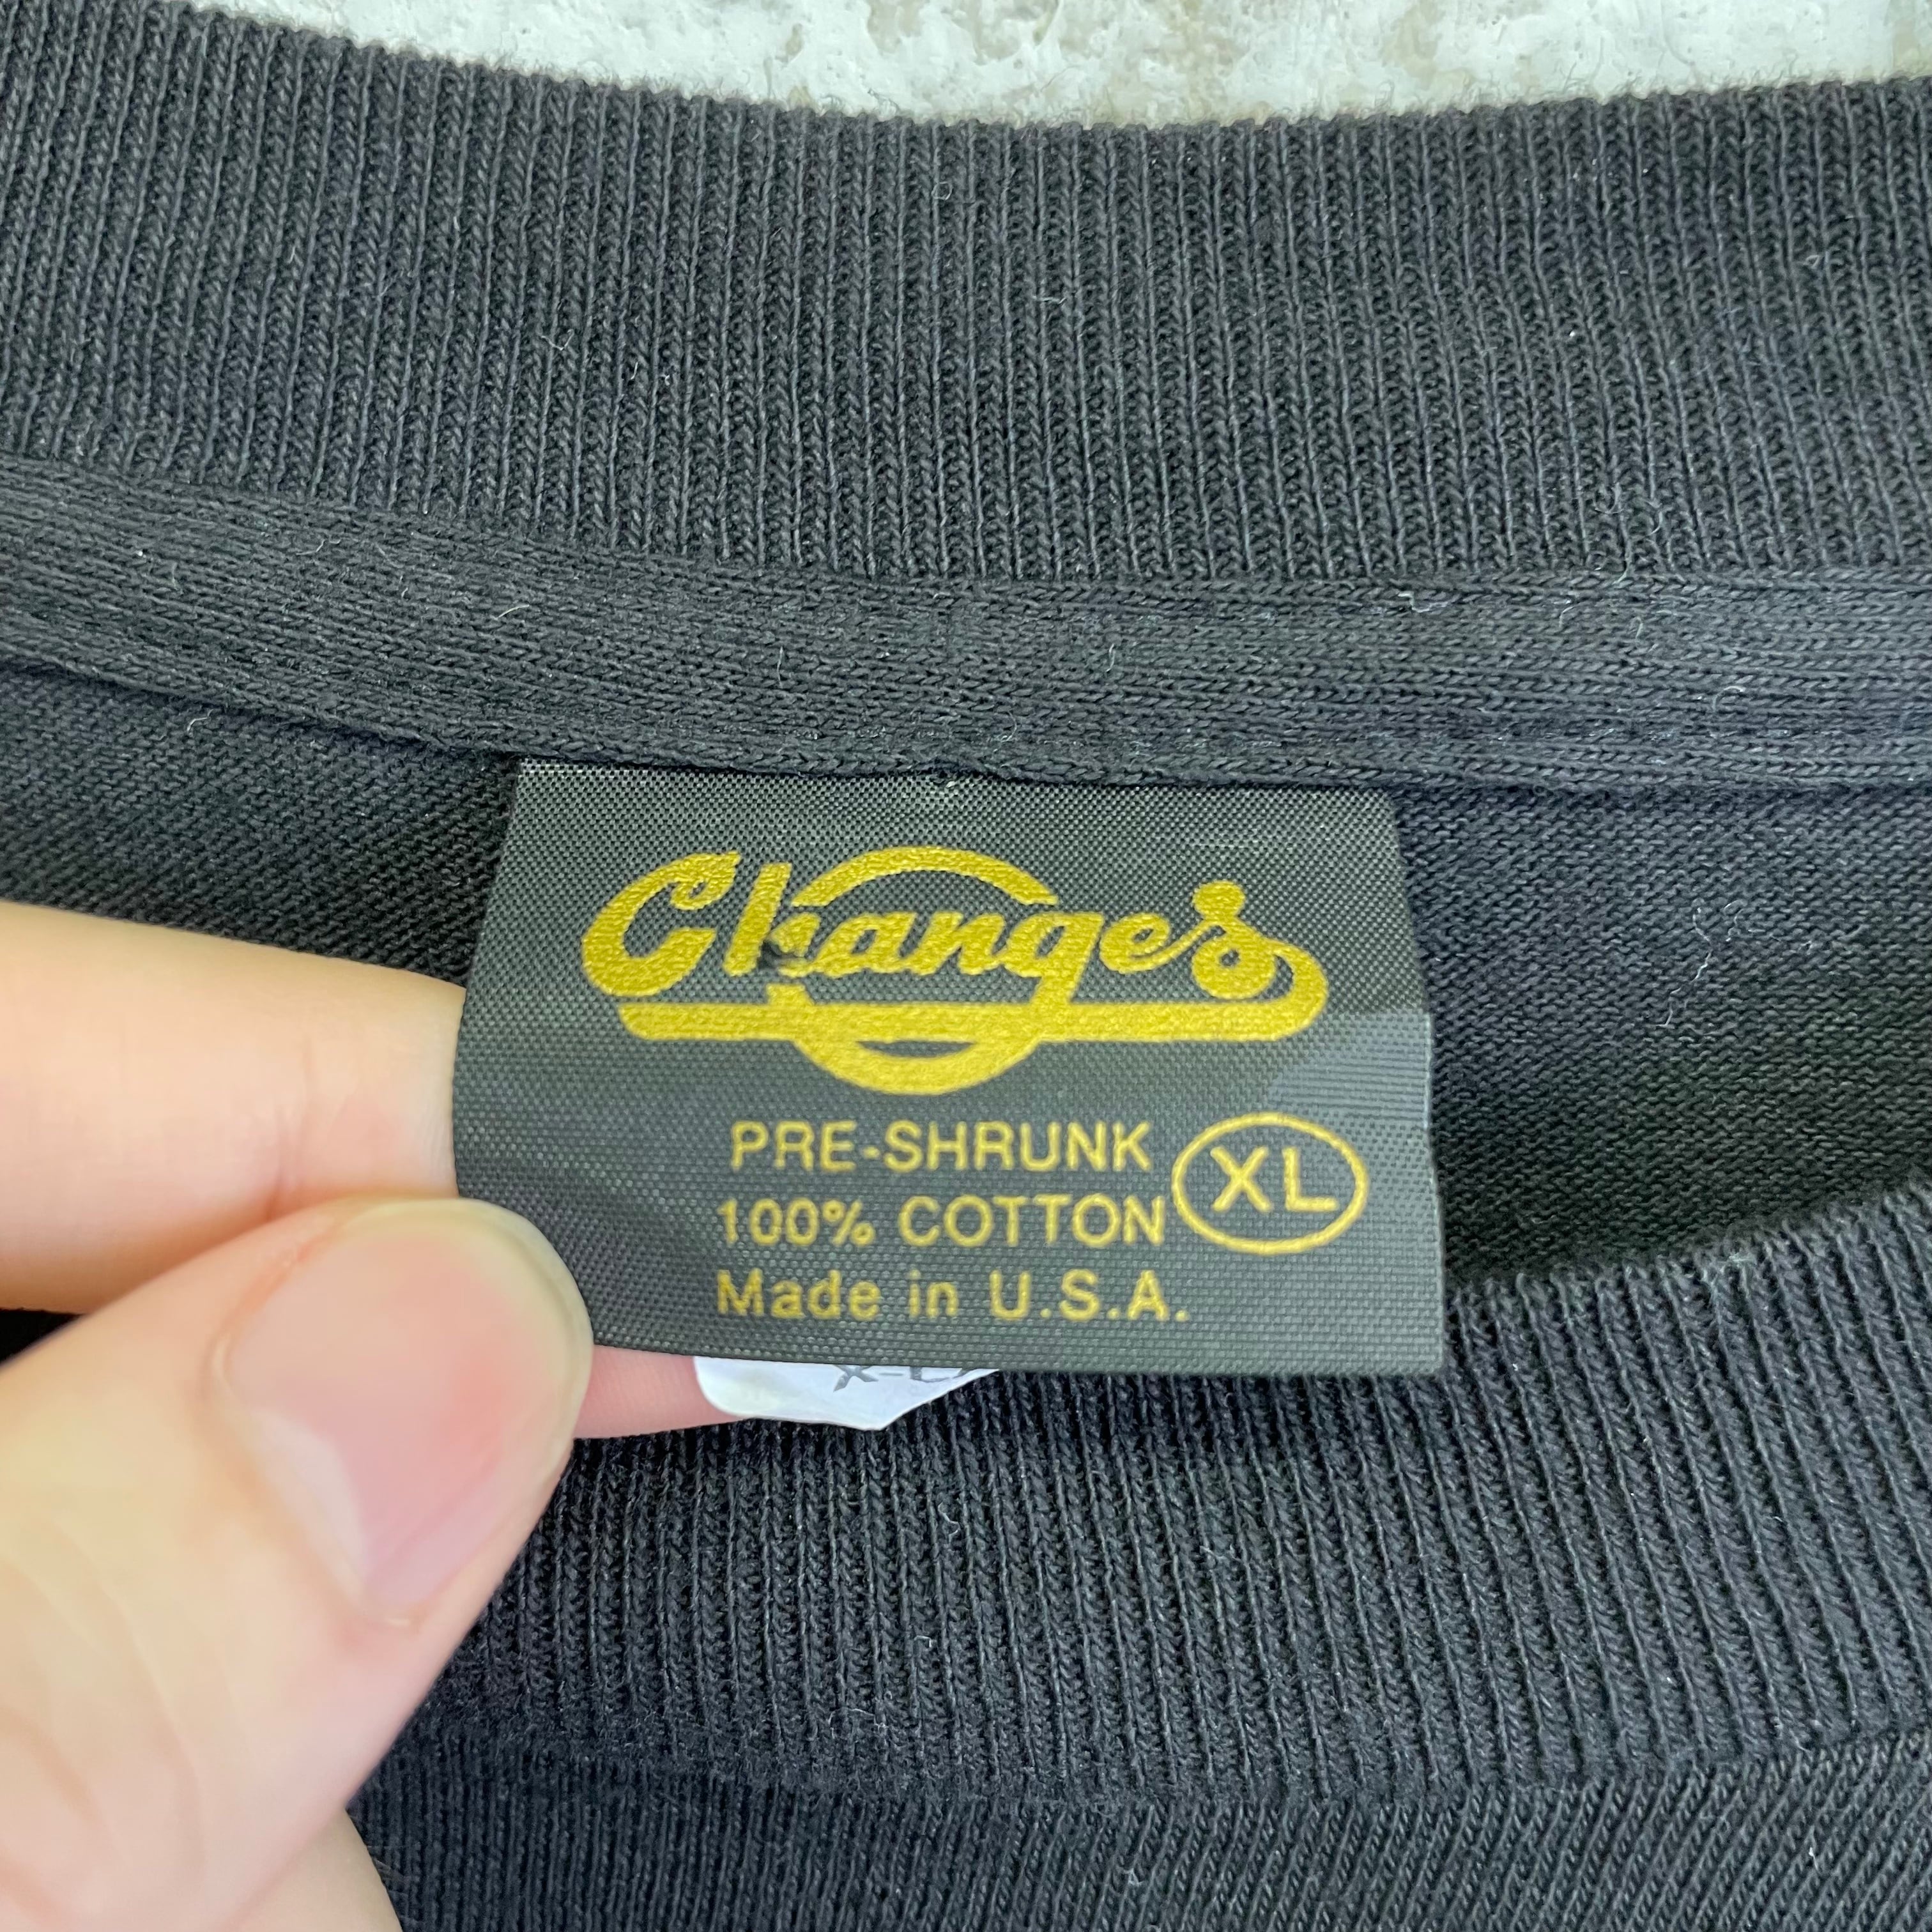 Changes
PRE-SHRUNK
100% COTTON
XL
Made in U.S.A.